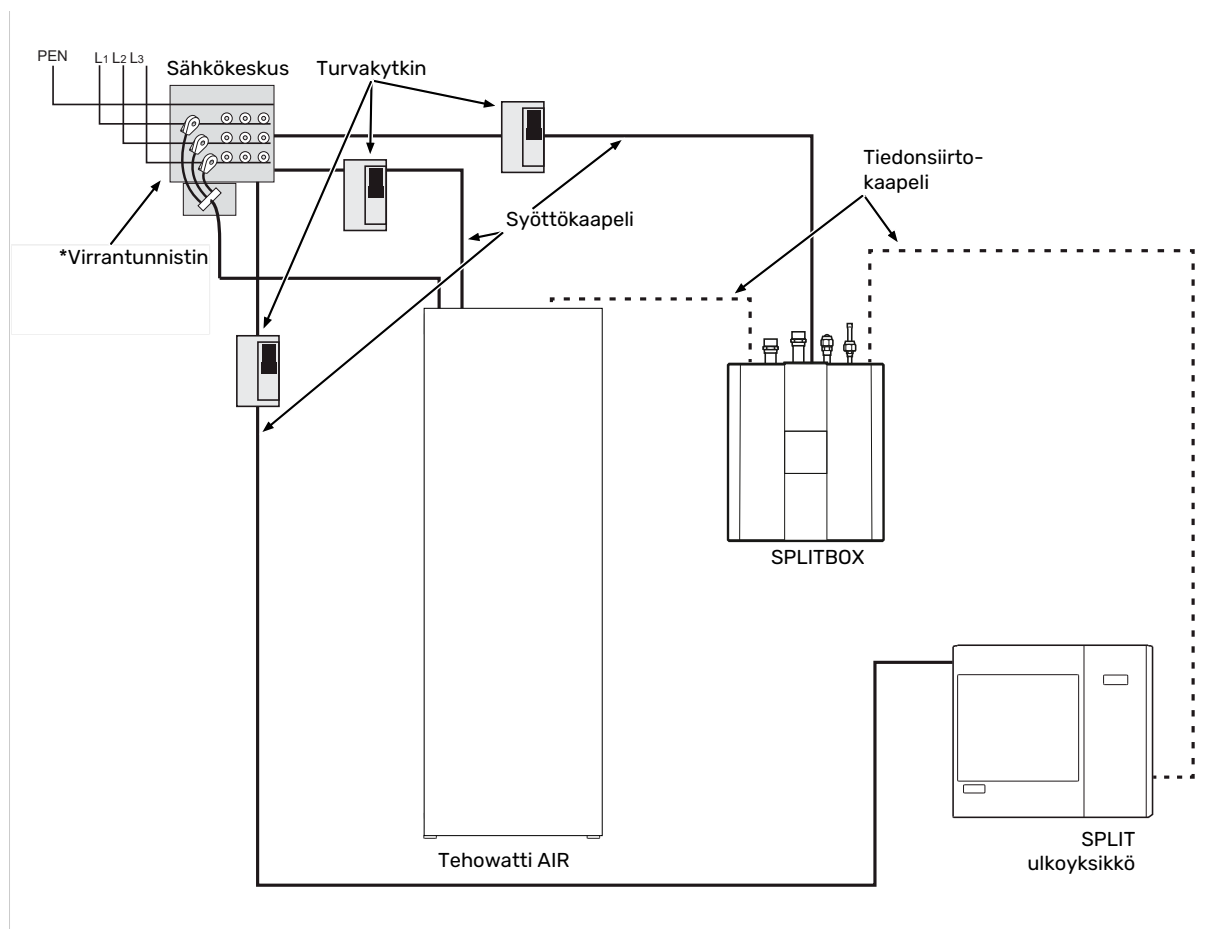 PEN
L1 L2 L3
Sähkökeskus
Turvakytkin
Tiedonsiirto-
kaapeli
Syöttökaapeli
*Virrantunnistin
SPLITBOX
SPLIT
ulkoyksikkö
Tehowatti AIR